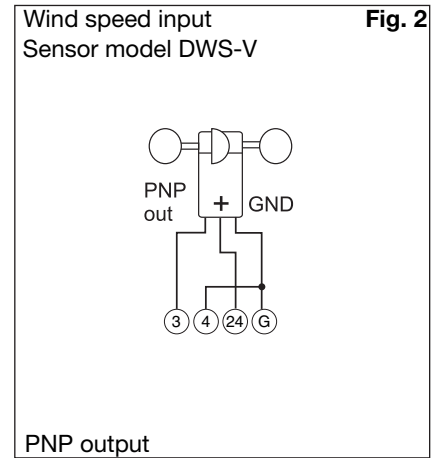 Wind speed input Fig. 2
Sensor model DWS-V
PNP + GND
out
3 4 24 G
PNP output